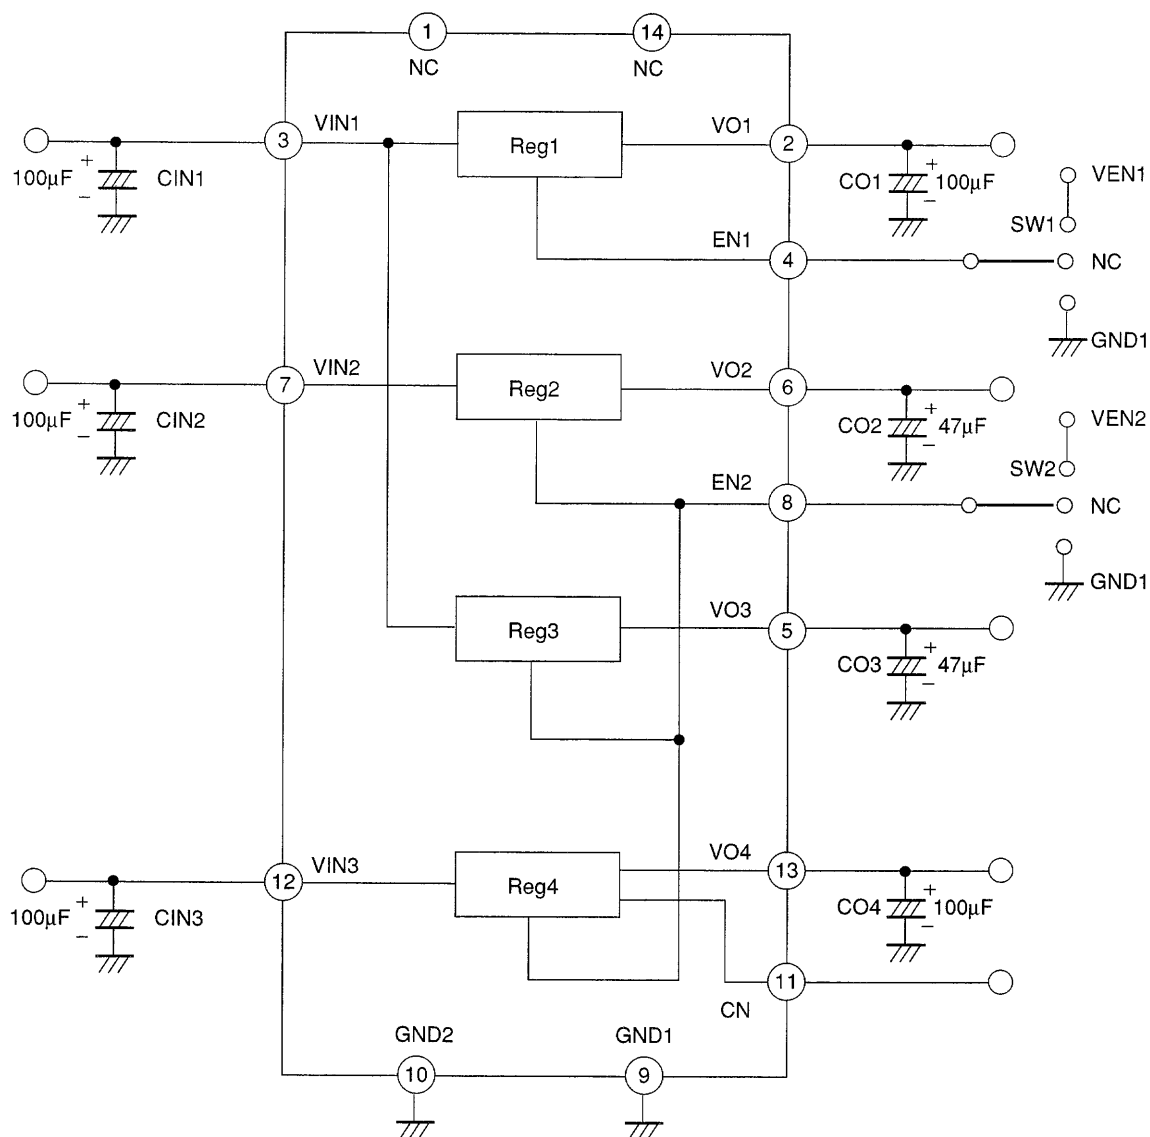 1
14
NC
NC
VIN1
3
Reg1
VO1
2
100µF
+
−
CIN1
CO1
+
−
100µF
VEN1
SW1
EN1
4
NC
GND1
VIN2
7
Reg2
VO2
6
100µF
+
−
CIN2
CO2
+
−
47µF
VEN2
SW2
EN2
8
NC
GND1
Reg3
VO3
5
CO3
+
−
47µF
VIN3
12
Reg4
VO4
13
100µF
+
−
CIN3
CO4
+
−
100µF
11
CN
GND2
GND1
10
9